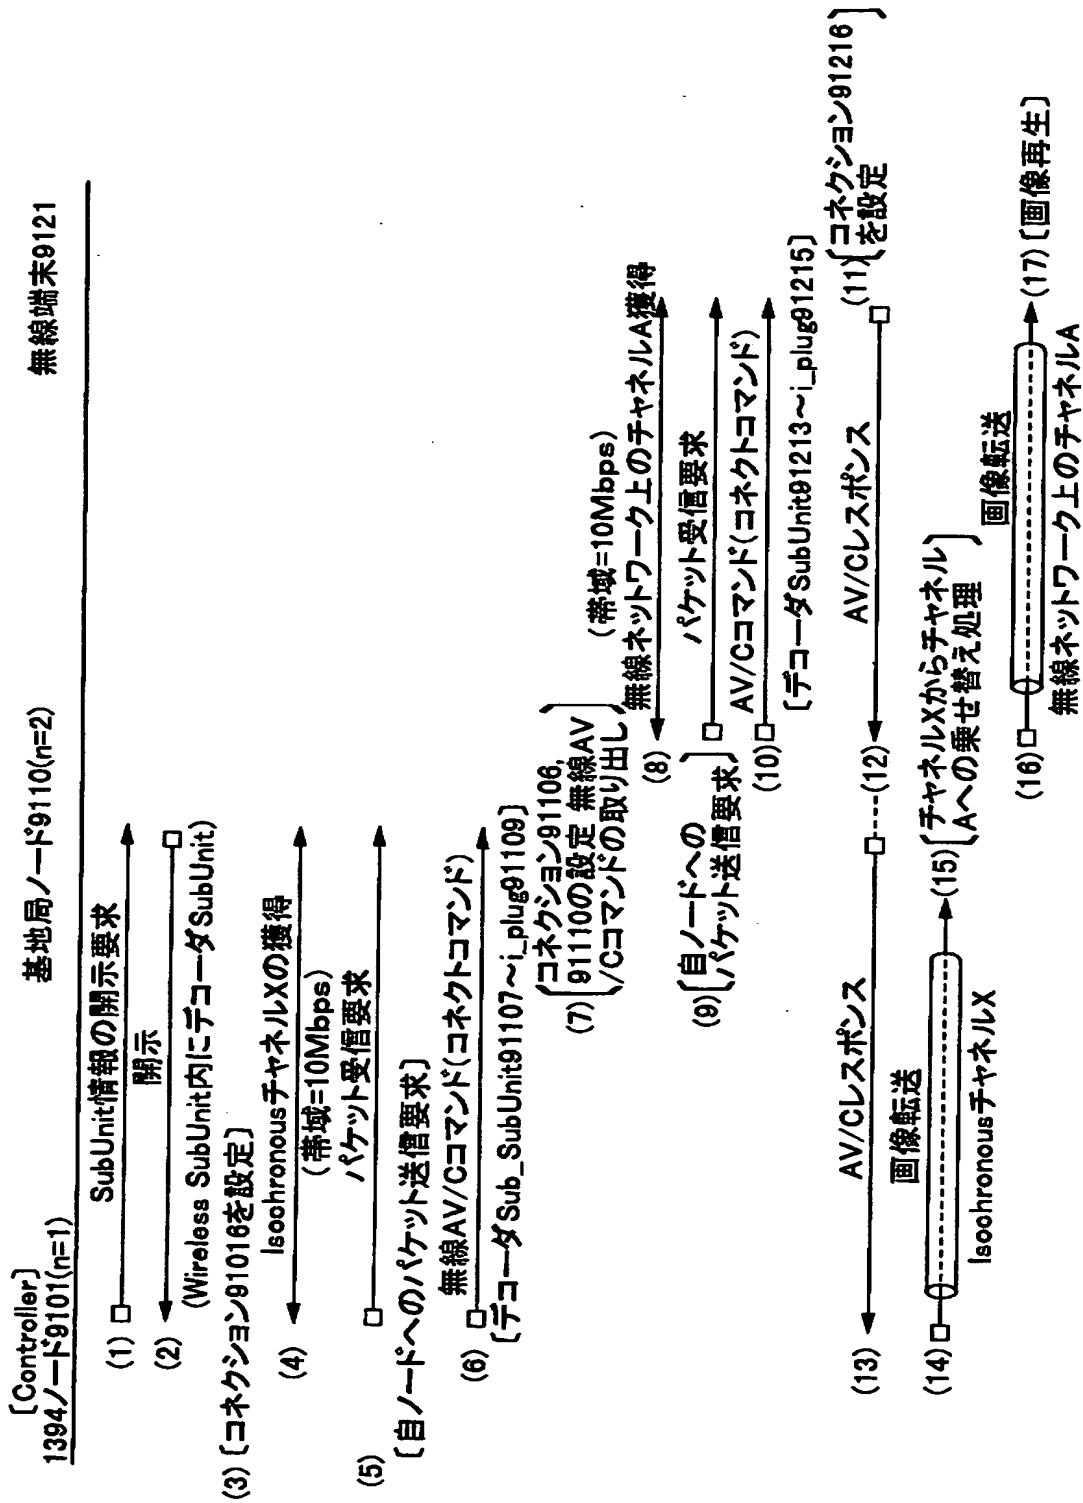 [Controller]
1394ノード9101(n=1)
基地局ノード9110(n=2)
無線端末9121
(1)
SubUnit情報の開示要求
(2)
開示
(Wireless SubUnit内にデコーダSubUnit)
(3) [コネクション91016を設定]
(4)
Isochronousチャネルxの獲得
(帯域=10Mbps)
(5)
パケット受信要求
[自ノードへのパケット送信要求]
(6)
無線AV/Cコマンド(コネクトコマンド)
[デコーダSub_SubUnit91107～i_plug91109]
(7)
コネクション91106,
91110の設定 無線AV
/Cコマンドの取り出し
(帯域=10Mbps)
(8)
無線ネットワーク上のチャネルA獲得
(9)
[自ノードへの
パケット送信要求]
パケット受信要求
(10)
AV/Cコマンド(コネクトコマンド)
[デコーダSubUnit91213～i_plug91215]
(11)
[コネクション91216
を設定]
(12)
AV/Cレスポンス
(13)
AV/Cレスポンス
(14)
画像転送
IsochronousチャネルX
(15)
[チャネルXからチャネル
Aへの乗せ替え処理]
(16)
画像転送
無線ネットワーク上のチャネルA
(17) [画像再生]